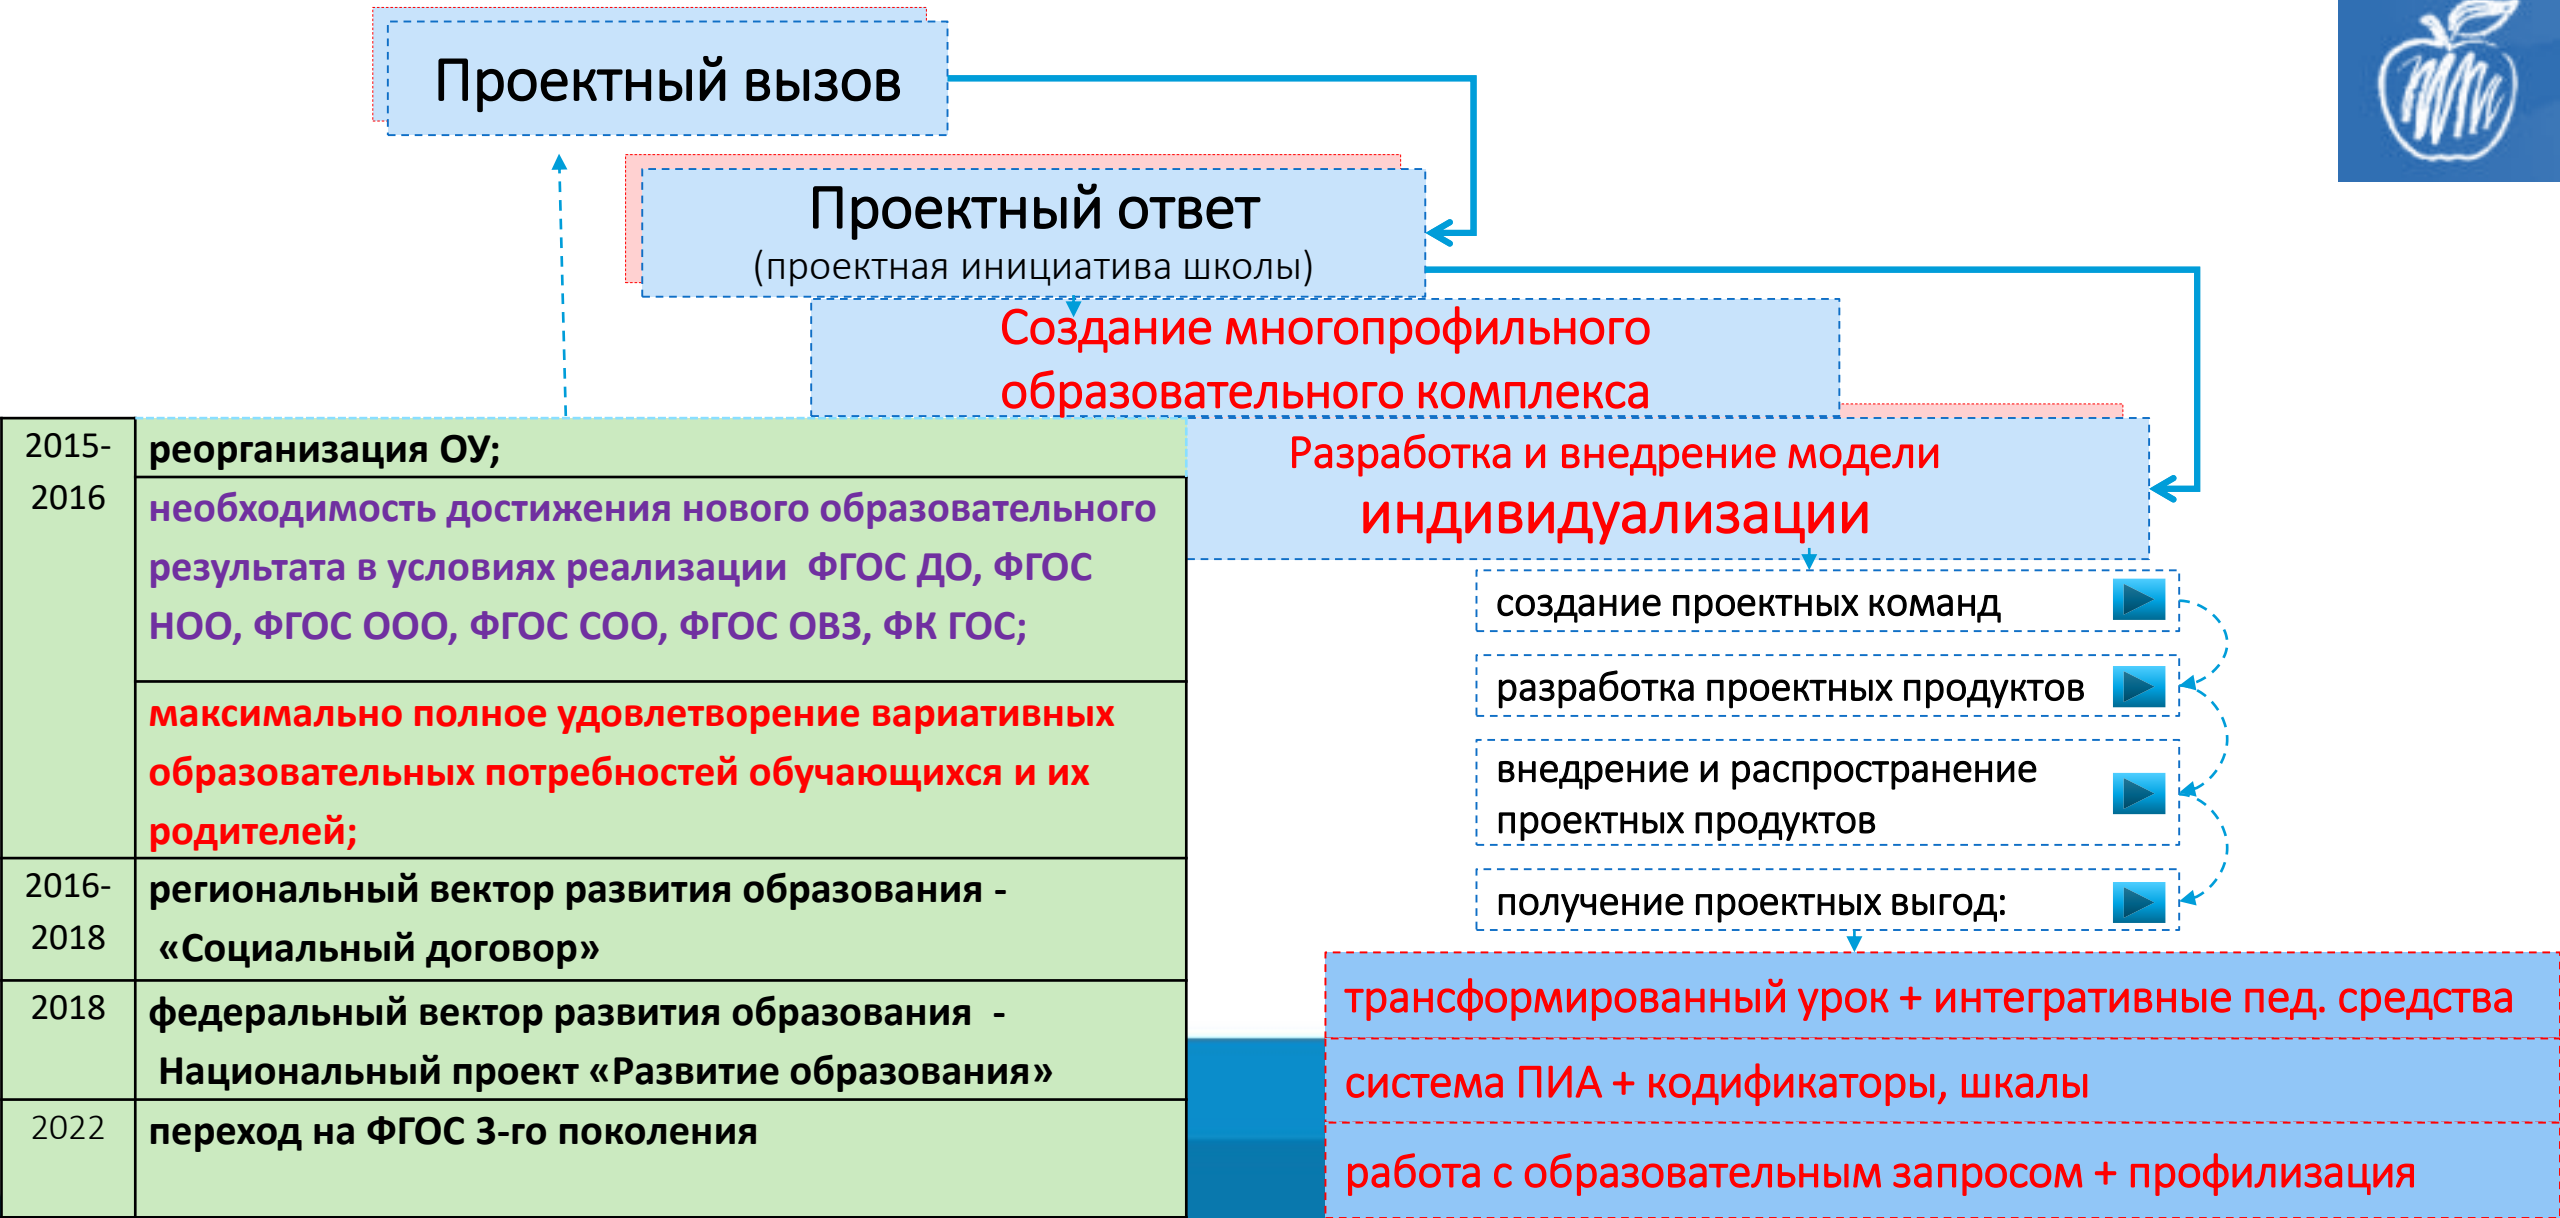 Проектный вызов
Проектный ответ
(проектная инициатива школы)
Создание многопрофильного
образовательного комплекса
Разработка и внедрение модели
индивидуализации
2015-
2016
реорганизация ОУ;
необходимость достижения нового образовательного
результата в условиях реализации ФГОС ДО, ФГОС
НОО, ФГОС ООО, ФГОС СОО, ФГОС ОВЗ, ФК ГОС;
максимально полное удовлетворение вариативных
образовательных потребностей обучающихся и их
родителей;
2016-
2018
региональный вектор развития образования -
«Социальный договор»
2018
федеральный вектор развития образования -
Национальный проект «Развитие образования»
2022
переход на ФГОС 3-го поколения
создание проектных команд
разработка проектных продуктов
внедрение и распространение
проектных продуктов
получение проектных выгод:
трансформированный урок + интегративные пед. средства
система ПИА + кодификаторы, шкалы
работа с образовательным запросом + профилизация